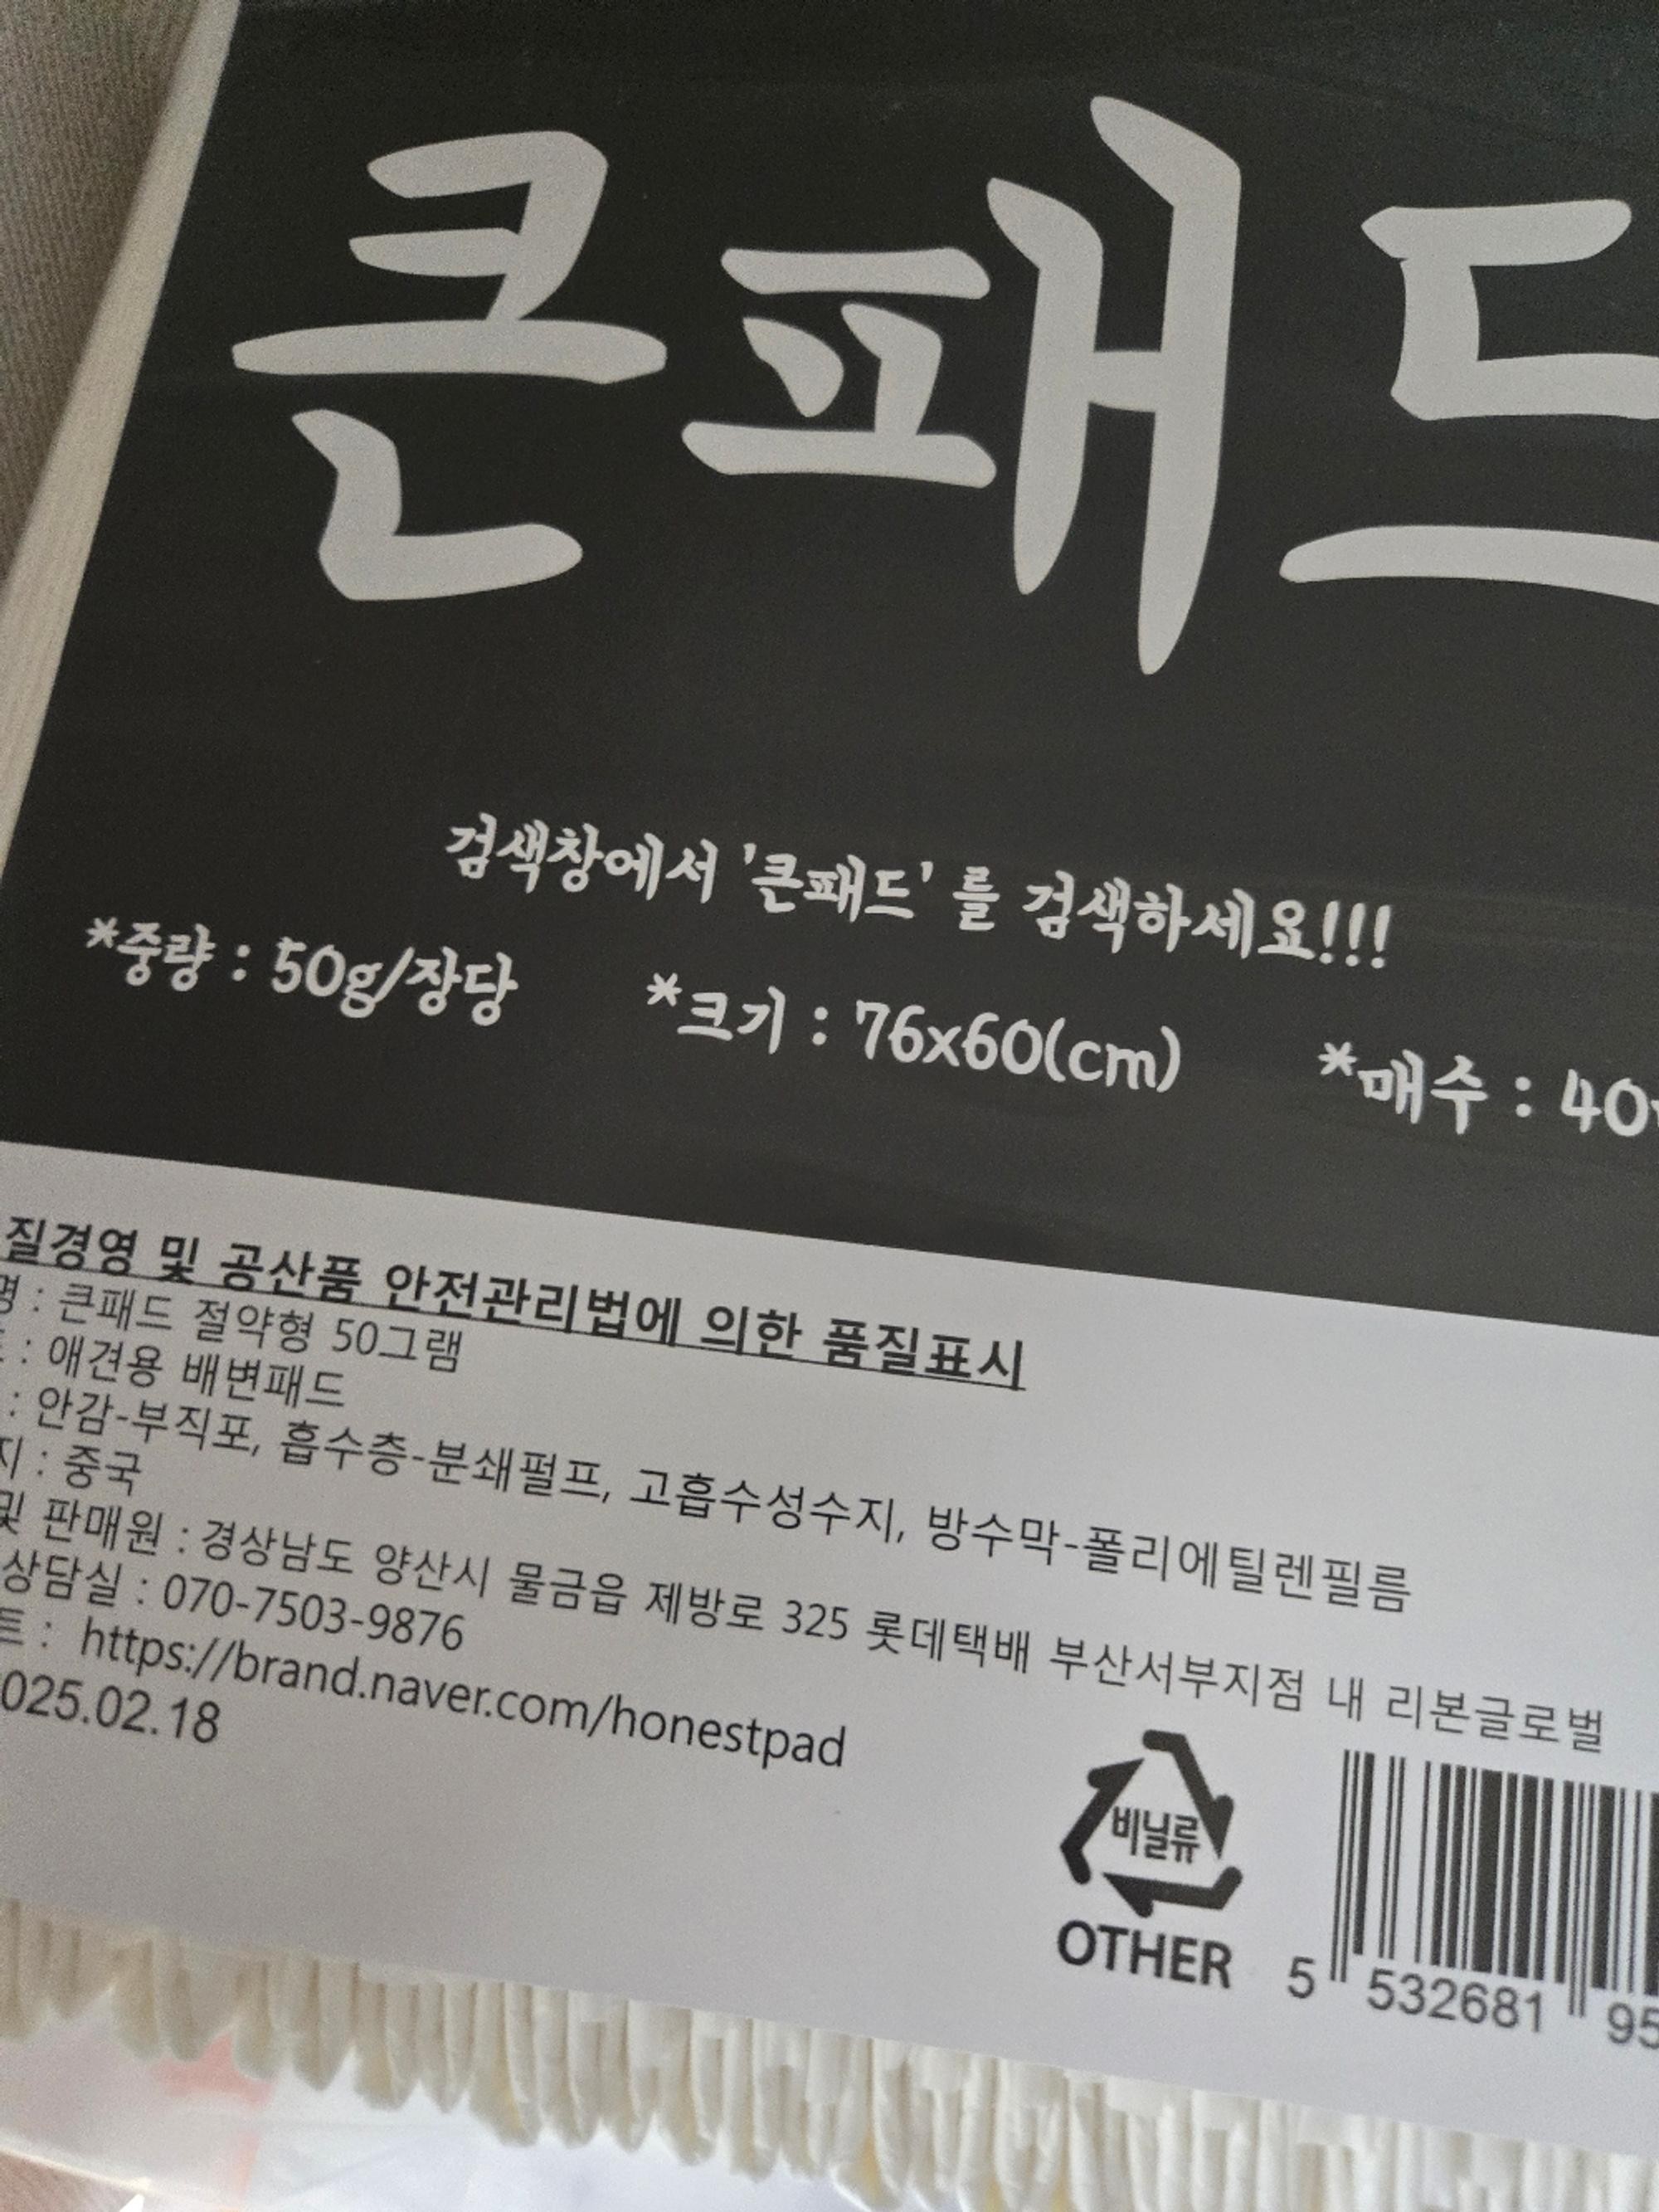 큰패드
검색창에서 '큰패드' 를 검색하세요!!!
*중량 : 50g/장당 *크기 : 76x60(cm) *매수 : 40
질경영 및 공산품 안전관리법에 의한 품질표시
명 : 큰패드 절약형 50그램
: 애견용 배변패드
: 안감-부직포, 흡수층-분쇄펄프, 고흡수성수지, 방수막-폴리에틸렌필름
지 : 중국
및 판매원 : 경상남도 양산시 물금읍 제방로 325 롯데택배 부산서부지점 내 리본글로벌
상담실 : 070-7503-9876
트 : https://brand.naver.com/honestpad
025.02.18
비닐류
OTHER
5 532681 95